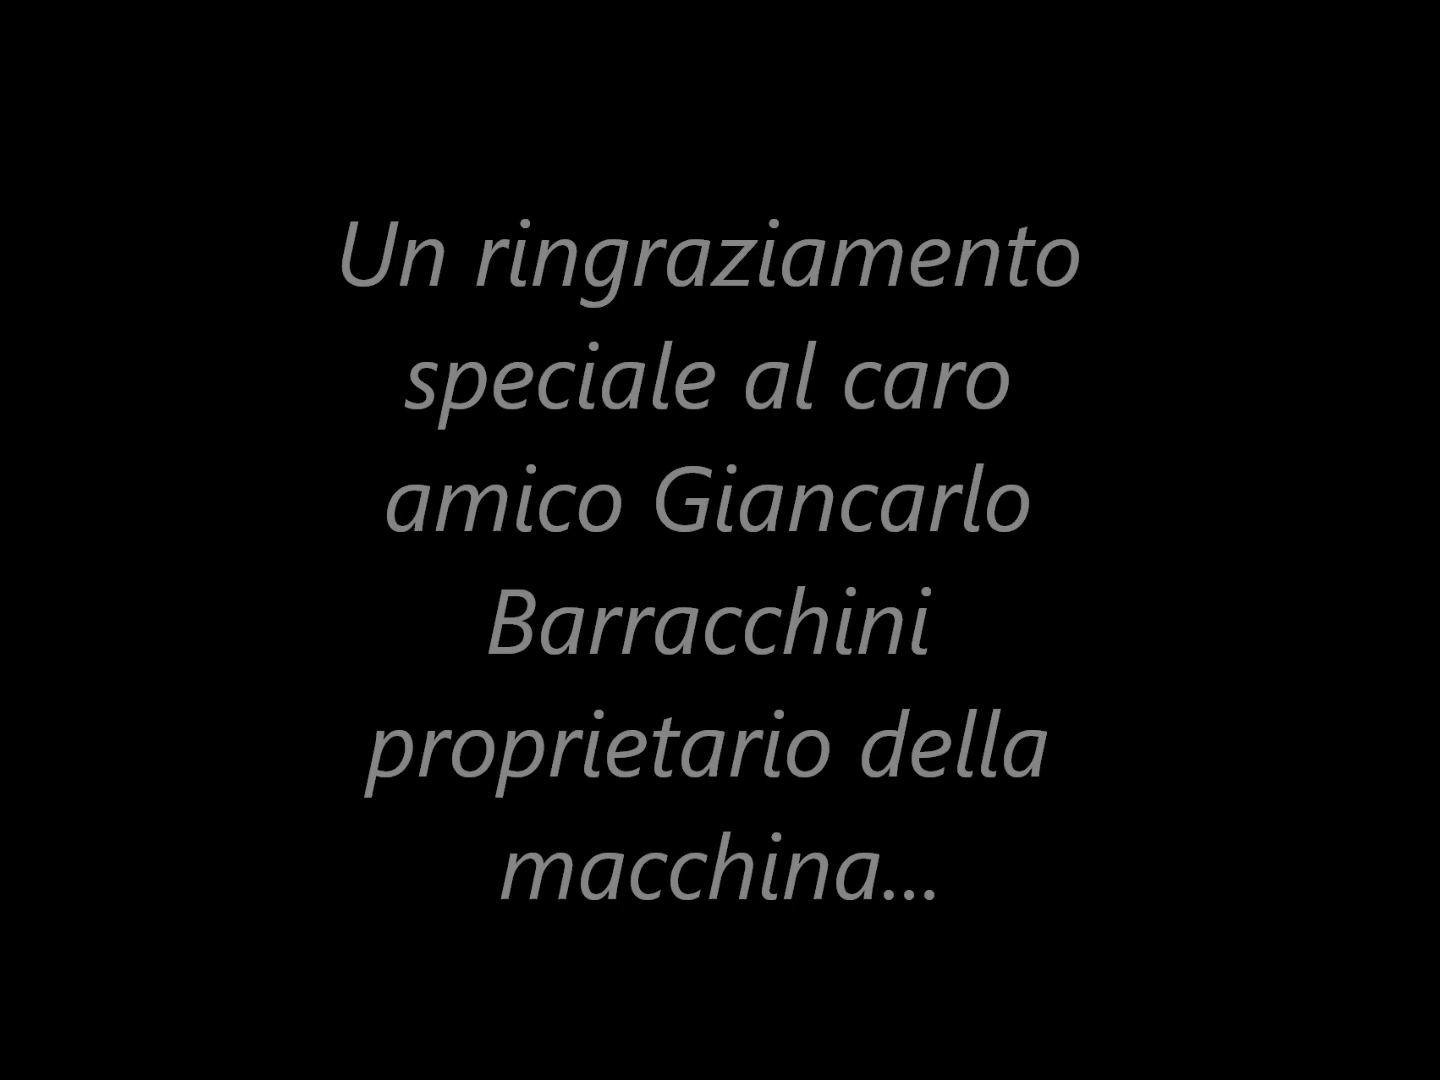 Un ringraziamento
speciale al caro
amico Giancarlo
Barracchini
proprietario della
macchina...